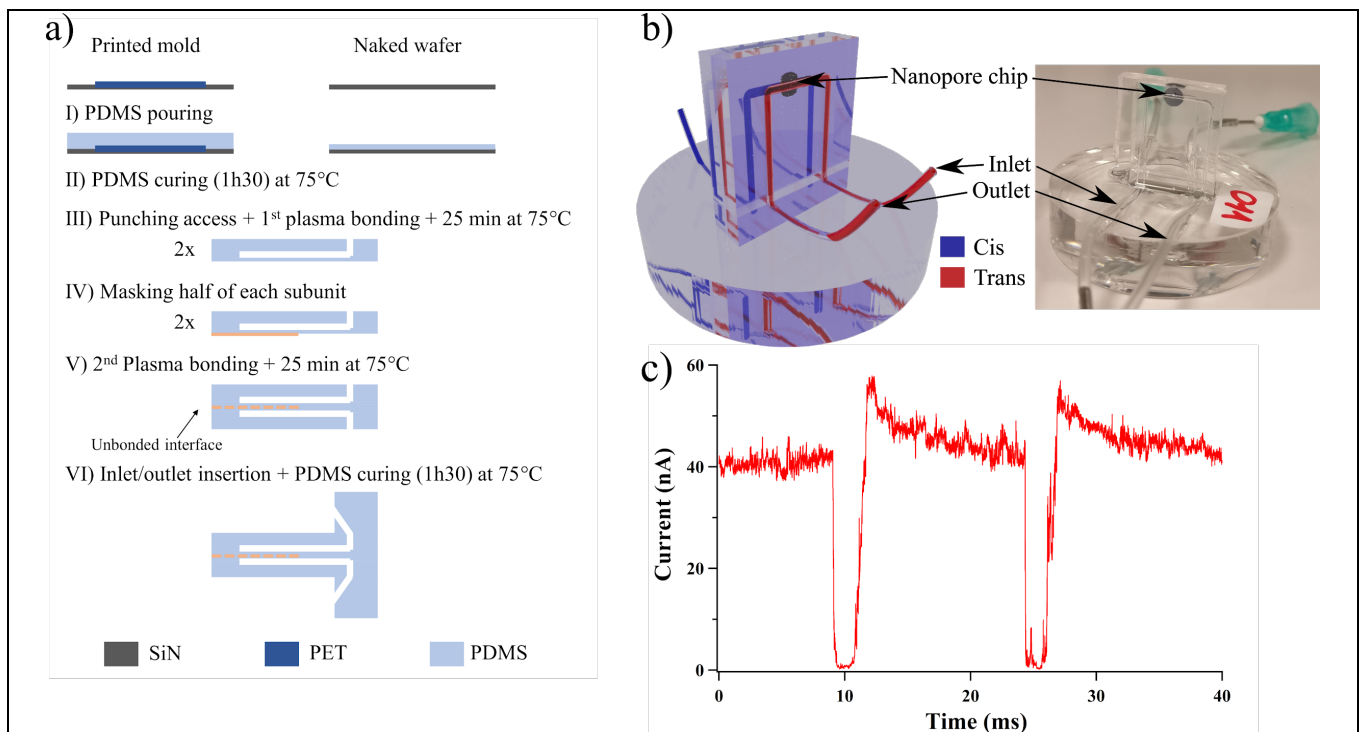 a)
Printed mold
Naked wafer
I) PDMS pouring
II) PDMS curing (1h30) at 75°C
III) Punching access + 1st plasma bonding + 25 min at 75°C
2x
IV) Masking half of each subunit
2x
V) 2nd Plasma bonding + 25 min at 75°C
Unbonded interface
VI) Inlet/outlet insertion + PDMS curing (1h30) at 75°C
SiN
PET
PDMS
b)
Nanopore chip
Inlet
Outlet
Cis
Trans
c)
Current (nA)
60
40
20
0
0
10
20
30
40
Time (ms)